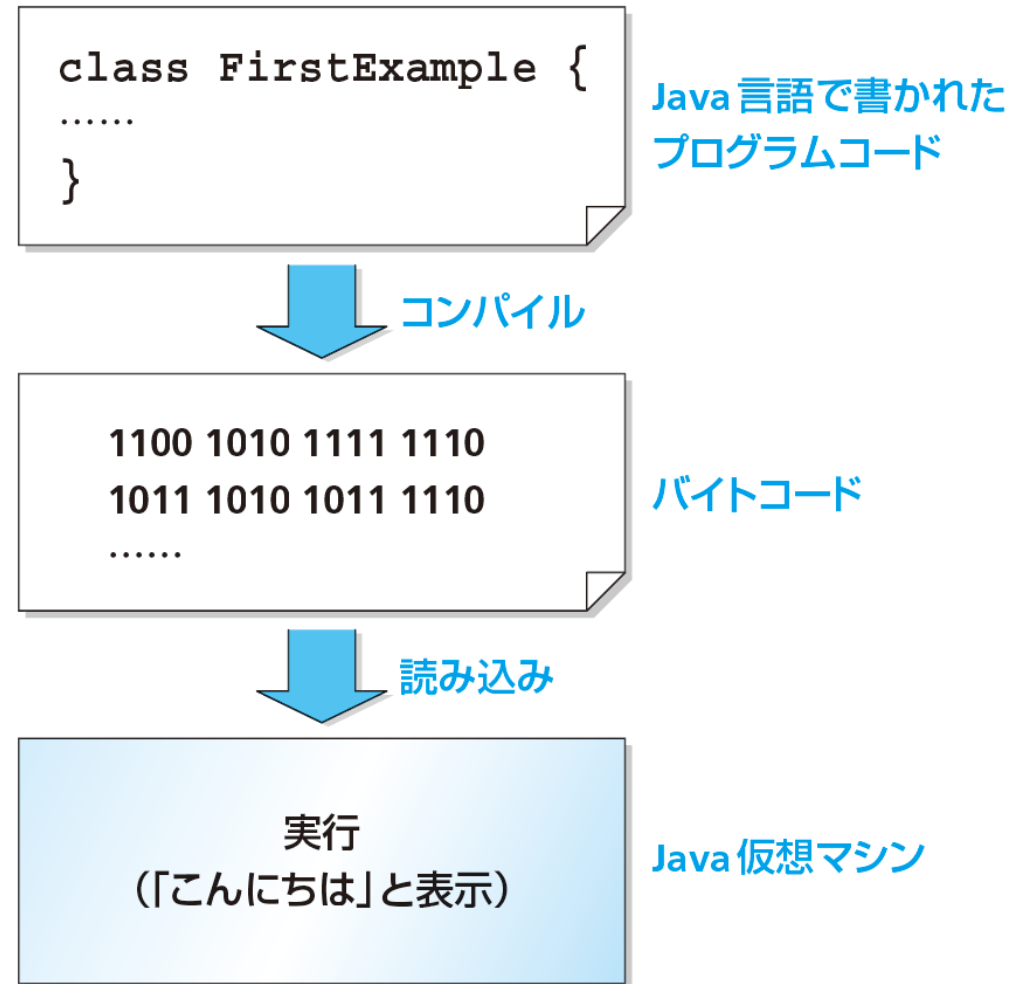 class FirstExample {
……
}
Java言語で書かれた
プログラムコード
コンパイル
1100 1010 1111 1110
1011 1010 1011 1110
……
バイトコード
読み込み
実行
（「こんにちは」と表示）
Java仮想マシン